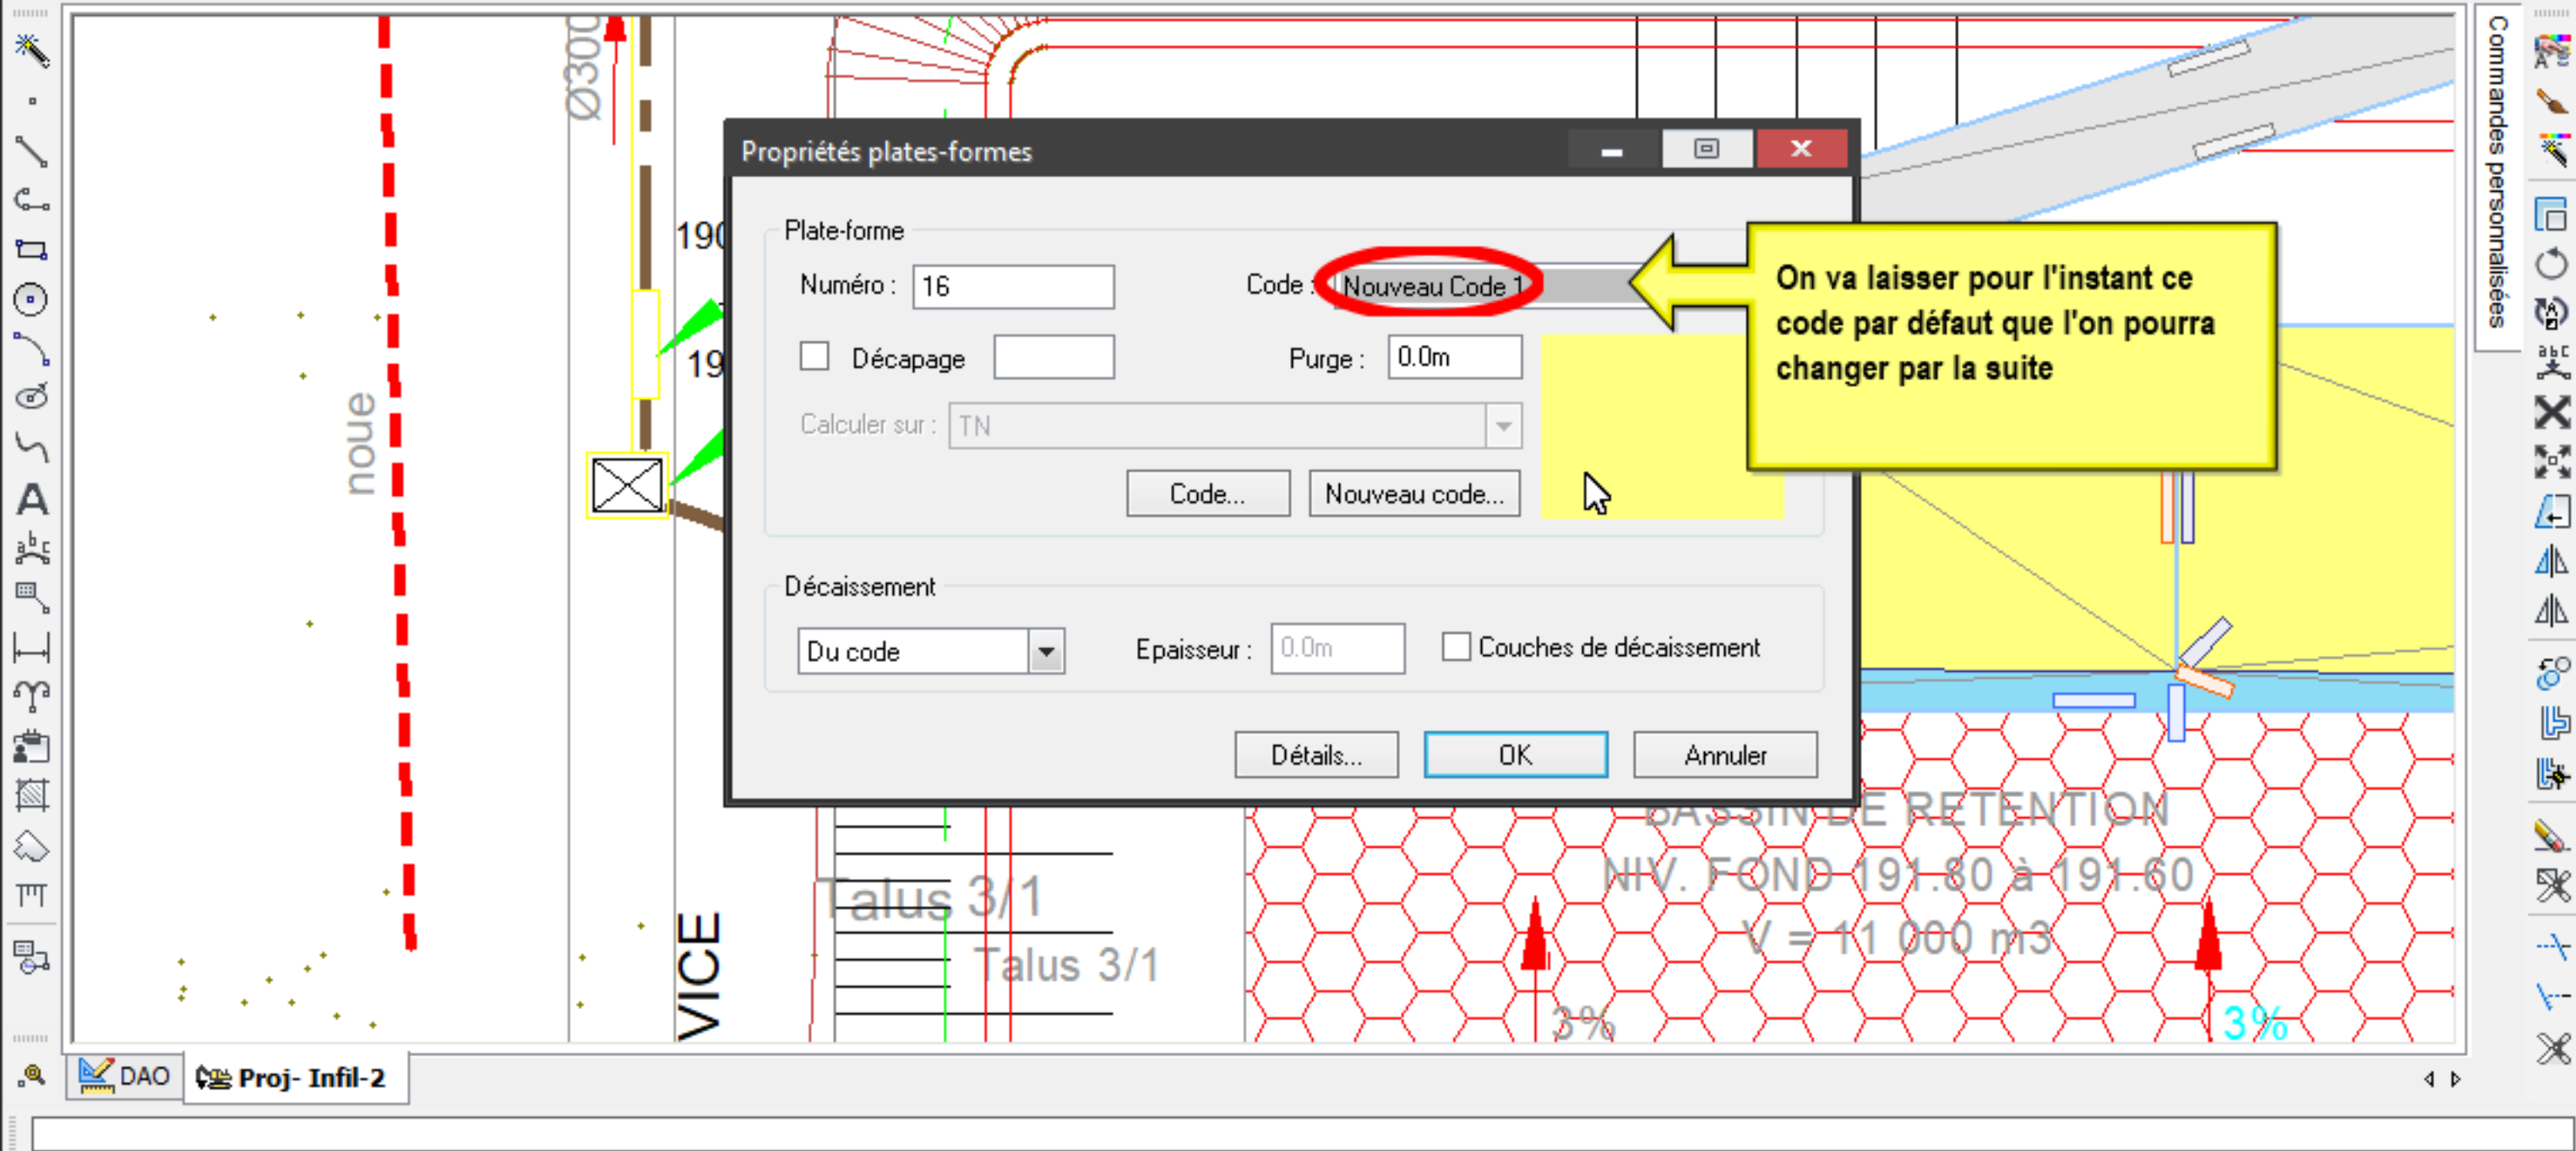 Commandes personnalisées
Ø300
190
19
noue
VICE
Propriétés plates-formes
Plate-forme
Numéro : 16
Code : Nouveau Code 1
Décapage
Purge : 0.0m
Calculer sur : TN
Code...
Nouveau code...
Décaissement
Du code
Epaisseur : 0.0m
Couches de décaissement
Détails...
OK
Annuler
On va laisser pour l'instant ce
code par défaut que l'on pourra
changer par la suite
BASSIN DE RETENTION
NIV. FOND 191.80 à 191.60
V = 11 000 m3
Talus 3/1
Talus 3/1
3%
3%
DAO
Proj- Infil-2